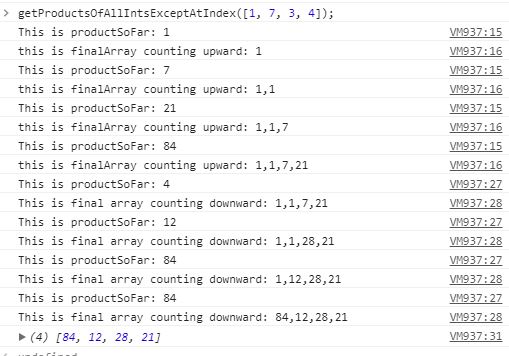 > getProductsOfAllIntsExceptAtIndex([1, 7, 3, 4]);
This is productSoFar: 1 VM937:15
this is finalArray counting upward: 1 VM937:16
This is productSoFar: 7 VM937:15
this is finalArray counting upward: 1,1 VM937:16
This is productSoFar: 21 VM937:15
this is finalArray counting upward: 1,1,7 VM937:16
This is productSoFar: 84 VM937:15
this is finalArray counting upward: 1,1,7,21 VM937:16
This is productSoFar: 4 VM937:27
This is final array counting downward: 1,1,7,21 VM937:28
This is productSoFar: 12 VM937:27
This is final array counting downward: 1,1,28,21 VM937:28
This is productSoFar: 84 VM937:27
This is final array counting downward: 1,12,28,21 VM937:28
This is productSoFar: 84 VM937:27
This is final array counting downward: 84,12,28,21 VM937:28
▶(4) [84, 12, 28, 21] VM937:31
undefined